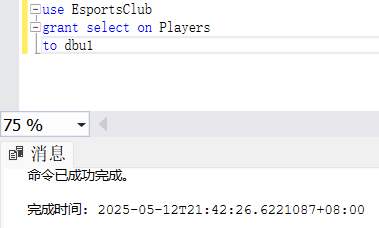 use EsportsClub
grant select on Players
to dbu1
75 %
消息
命令已成功完成。
完成时间: 2025-05-12T21:42:26.6221087+08:00